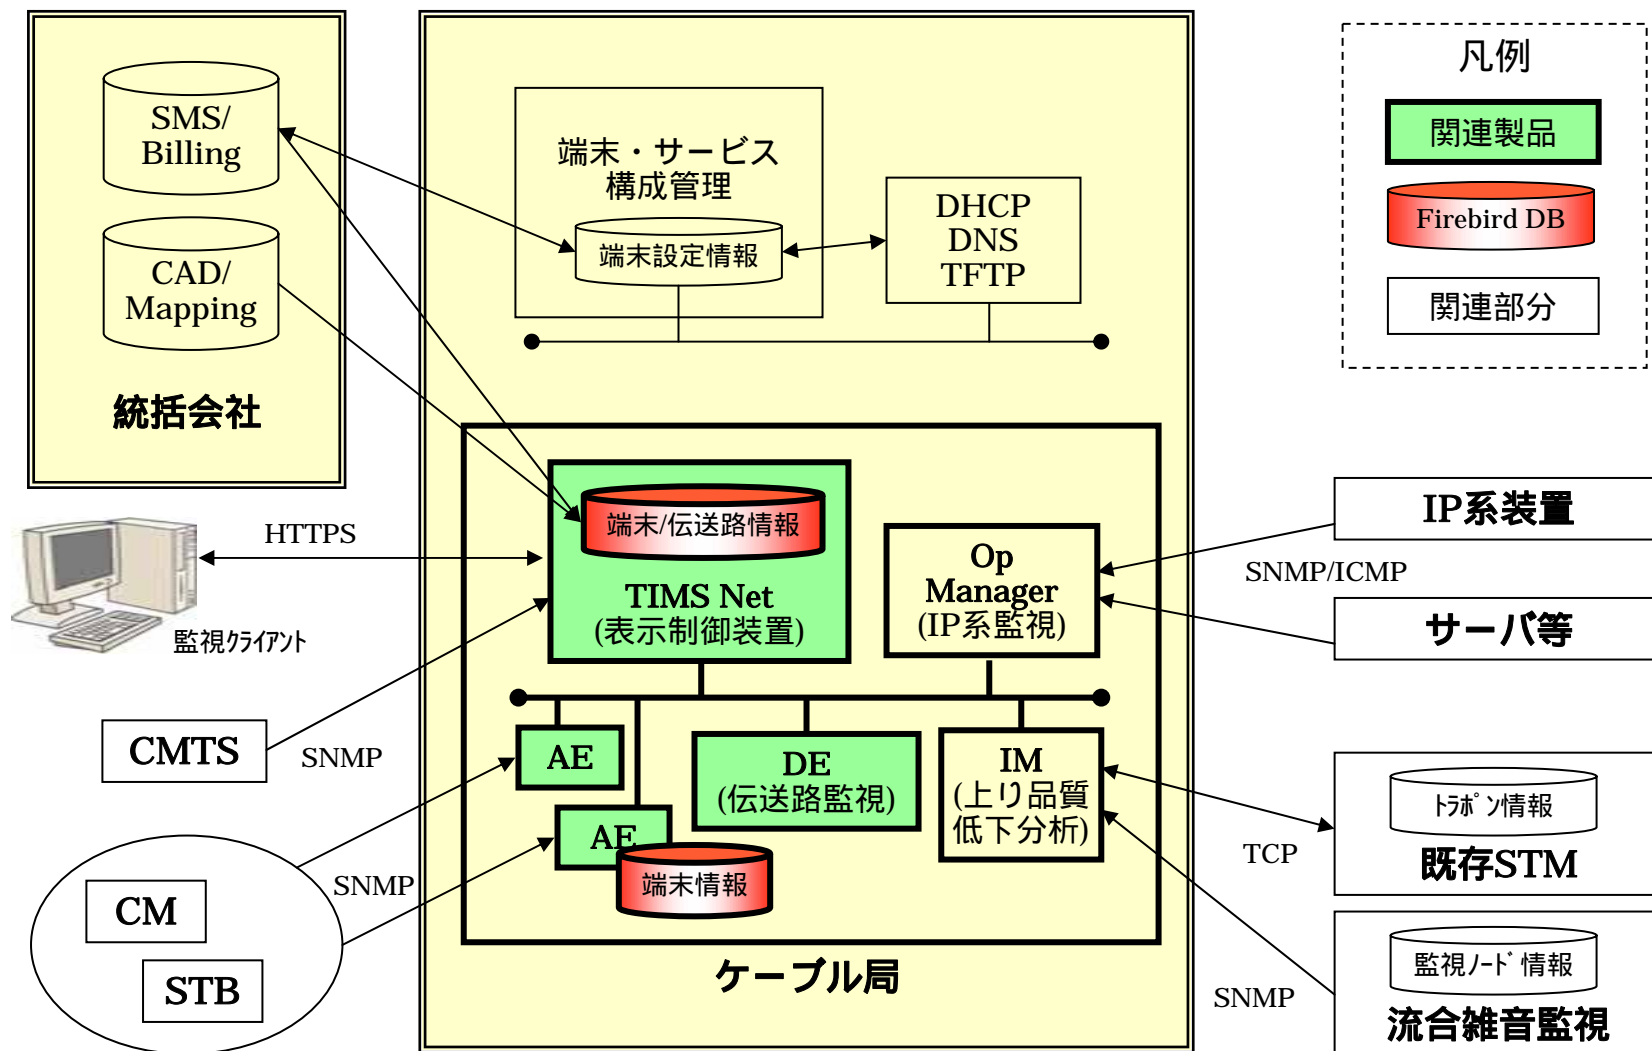 SMS/
Billing
CAD/
Mapping
統括会社
端末・サービス
構成管理
端末設定情報
DHCP
DNS
TFTP
凡例
関連製品
Firebird DB
関連部分
HTTPS
監視ｸﾗｲｱﾝﾄ
端末/伝送路情報
TIMS Net
(表示制御装置)
Op
Manager
(IP系監視)
IP系装置
SNMP/ICMP
サーバ等
CMTS
SNMP
AE
AE
端末情報
DE
(伝送路監視)
IM
(上り品質
低下分析)
SNMP
CM
STB
TCP
ﾄﾗﾎﾟﾝ情報
既存STM
SNMP
監視ﾉｰﾄﾞ情報
流合雑音監視
ケーブル局